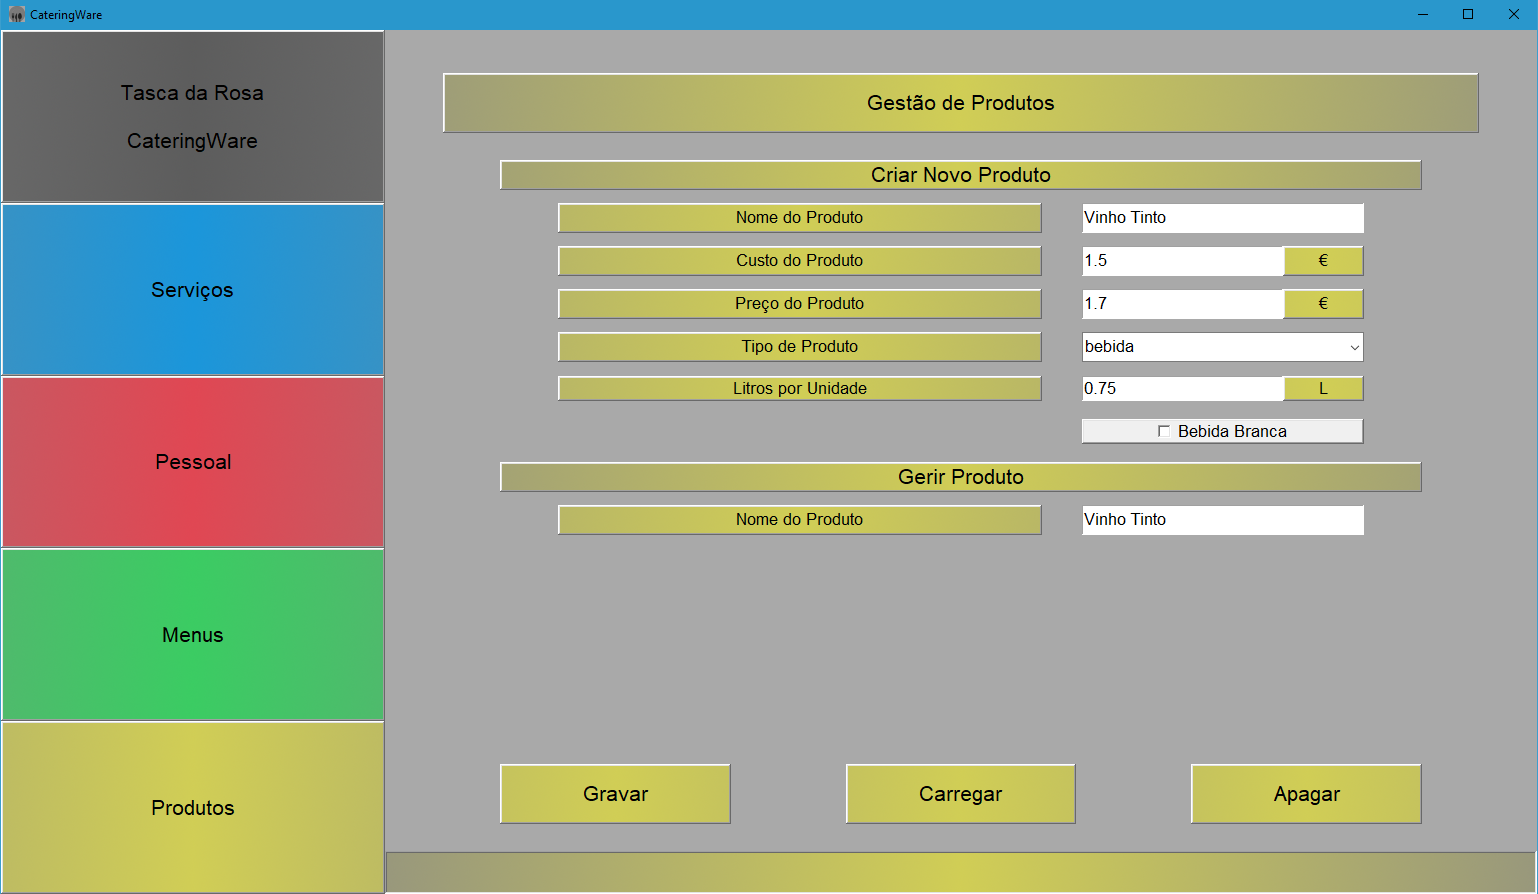 CateringWare
Tasca da Rosa
CateringWare
Serviços
Pessoal
Menus
Produtos
Gestão de Produtos
Criar Novo Produto
Nome do Produto Vinho Tinto
Custo do Produto 1.5 €
Preço do Produto 1.7 €
Tipo de Produto bebida
Litros por Unidade 0.75 L
Bebida Branca
Gerir Produto
Nome do Produto Vinho Tinto
Gravar Carregar Apagar